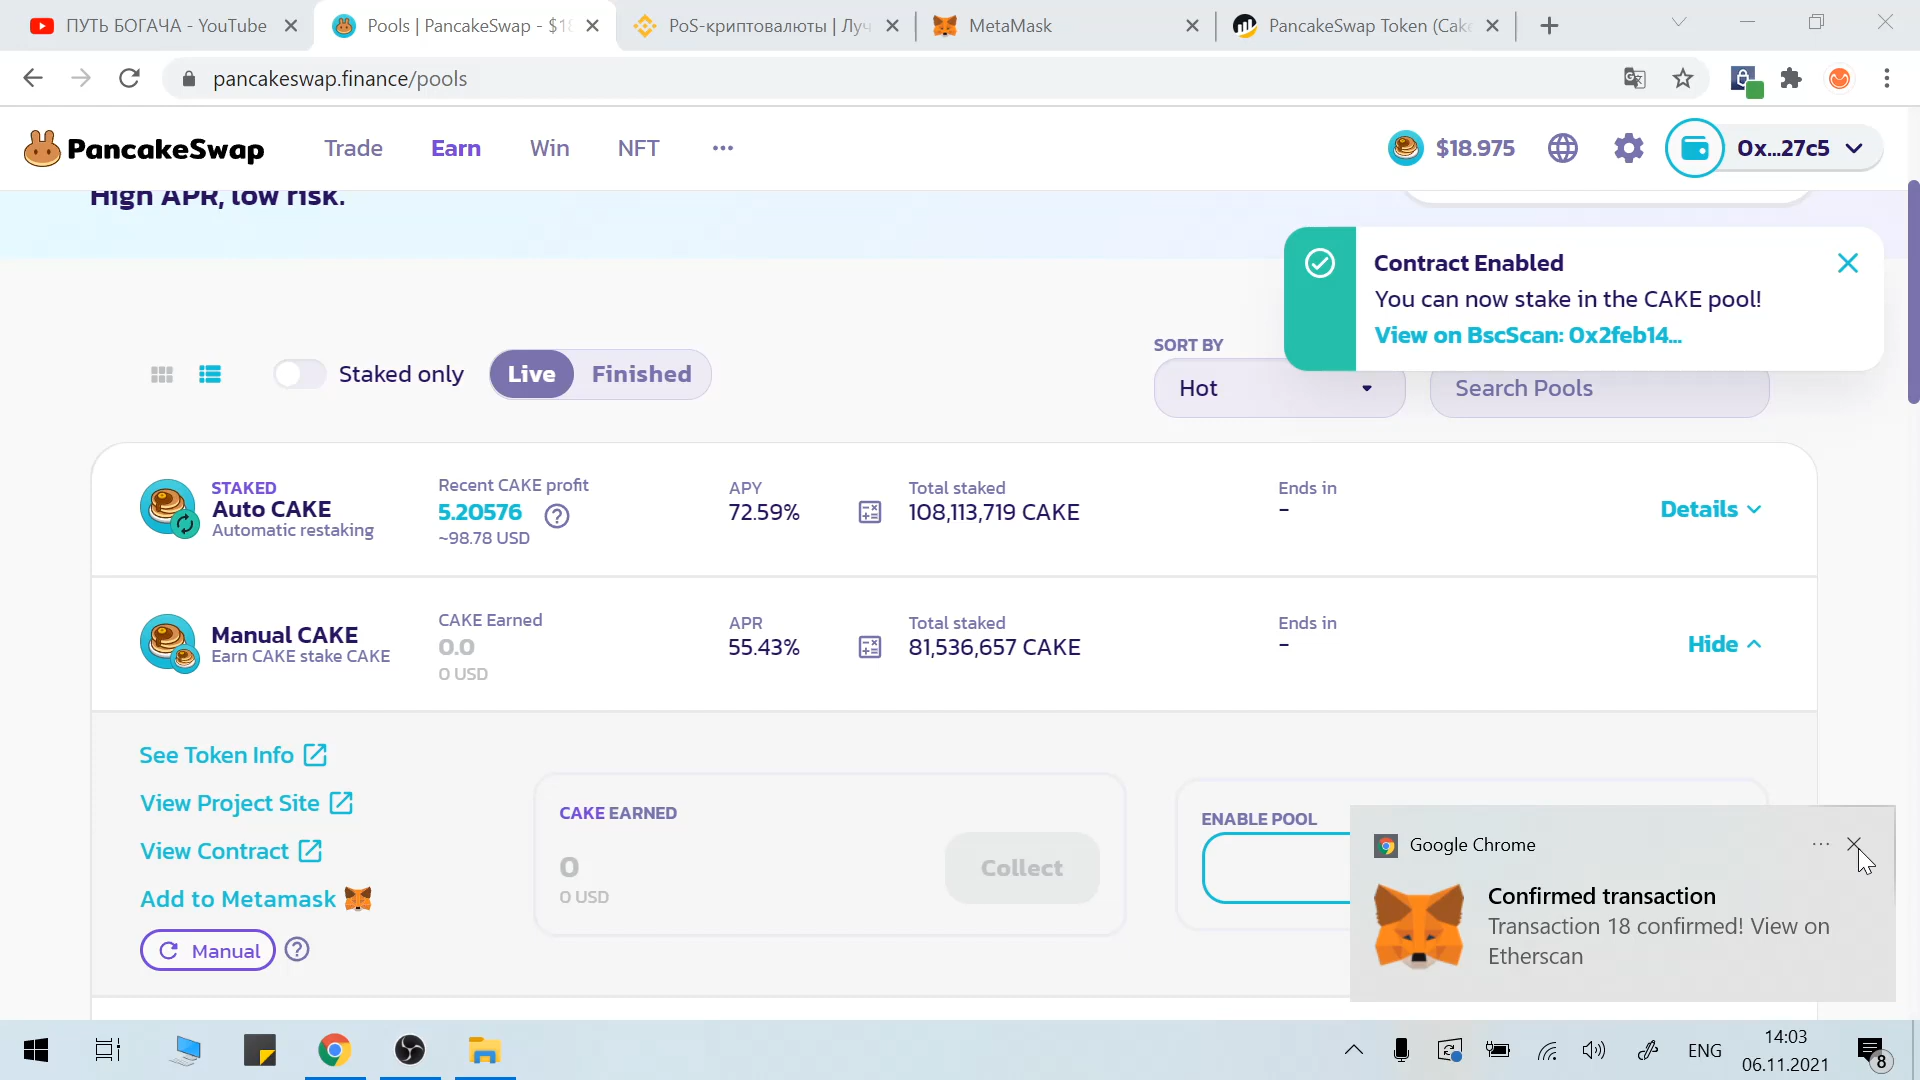 ПУТЬ БОГАЧА - YouTube
Pools | PancakeSwap - $18
PoS-криптовалюты | Луч
MetaMask
PancakeSwap Token (Cake
pancakeswap.finance/pools
PancakeSwap
Trade
Earn
Win
NFT
$18.975
0x...27c5
High APR, low risk.
Contract Enabled
You can now stake in the CAKE pool!
View on BscScan: 0x2feb14...
Staked only
Live
Finished
SORT BY
Hot
Search Pools
STAKED
Auto CAKE
Automatic restaking
Recent CAKE profit
5.20576
~98.78 USD
APY
72.59%
Total staked
108,113,719 CAKE
Ends in
-
Details
Manual CAKE
Earn CAKE stake CAKE
CAKE Earned
0.0
0 USD
APR
55.43%
Total staked
81,536,657 CAKE
Ends in
-
Hide
See Token Info
View Project Site
View Contract
Add to Metamask
Manual
CAKE EARNED
0
0 USD
Collect
ENABLE POOL
Google Chrome
Confirmed transaction
Transaction 18 confirmed! View on
Etherscan
ENG
14:03
06.11.2021
8